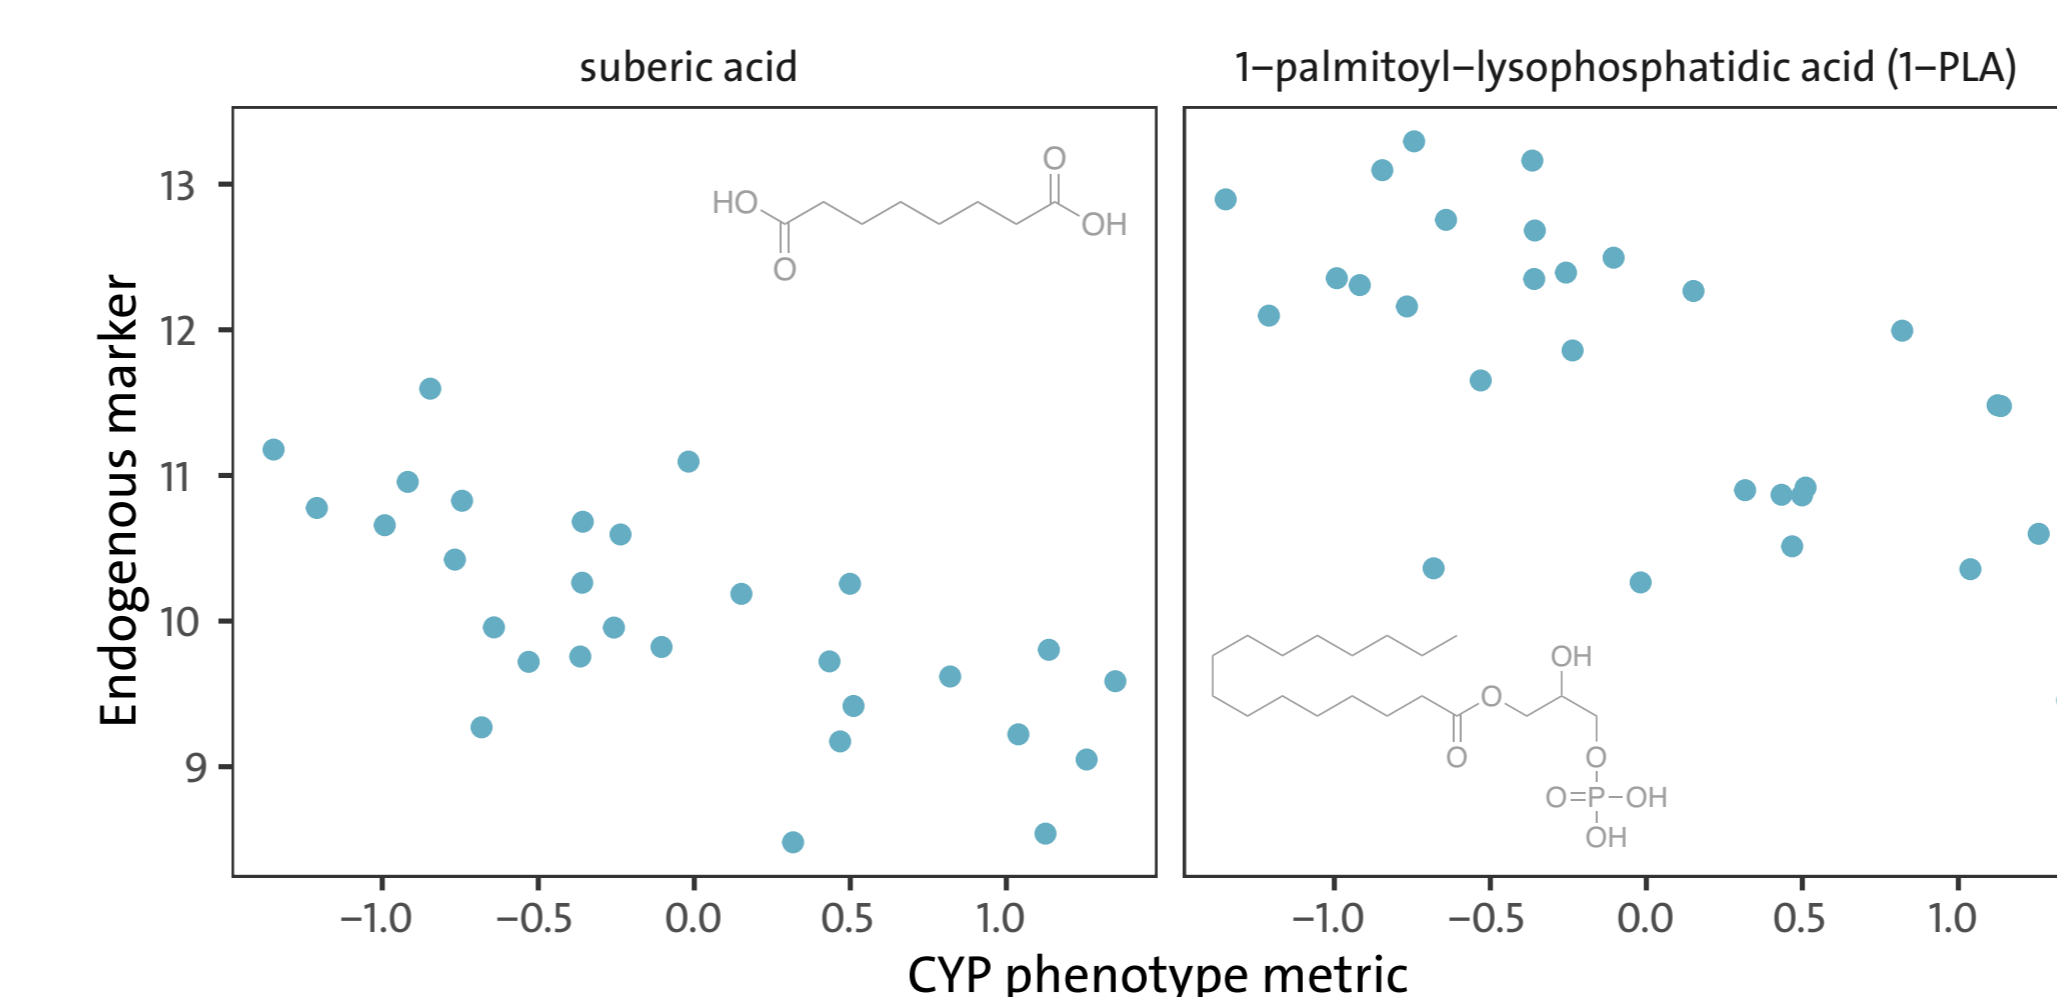 suberic acid
1–palmitoyl–lysophosphatidic acid (1–PLA)
Endogenous marker
13
12
11
10
9
HO
O
O
OH
OH
O
O
O
O=P–OH
OH
–1.0 –0.5 0.0 0.5 1.0
–1.0 –0.5 0.0 0.5 1.0
CYP phenotype metric